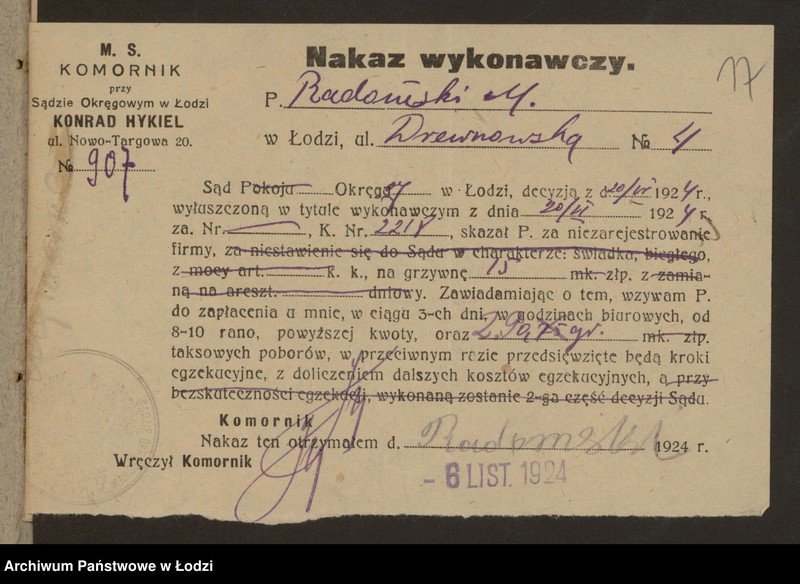 M. S.
KOMORNIK
przy
Sądzie Okręgowym w Łodzi
KONRAD HYKIEL
ul. Nowo-Targowa 20.
№ 907
Nakaz wykonawczy.
17
P. Radomski M.
w Łodzi, ul. Drewnowska № 4
Sąd Pokoju Okręg w Łodzi, decyzją z d. 20/VI 1924 r.,
wyłuszczoną w tytule wykonawczym z dnia 20/VI 1924 r.
za. Nr. , K. Nr. 2218, skazał P. za niezarejestrowanie
firmy, za niestawienie się do Sądu w charakterze: świadka, biegłego,
z mocy art. k. k., na grzywnę 15 mk. złp. z zamia-
ną na areszt. dniowy. Zawiadamiając o tem, wzywam P.
do zapłacenia u mnie, w ciągu 3-ch dni, w godzinach biurowych, od
8-10 rano, powyższej kwoty, oraz gr. mk. złp.
taksowych poborów, w przeciwnym razie przedsięwzięte będą kroki
egzekucyjne, z doliczeniem dalszych kosztów egzekucyjnych, a przy
bezskuteczności egzekucji, wykonaną zostanie 2-ga część decyzji Sądu.
Komornik
Nakaz ten otrzymałem d. Radomski 1924 r.
Wręczył Komornik
- 6 LIST. 1924
Archiwum Państwowe w Łodzi